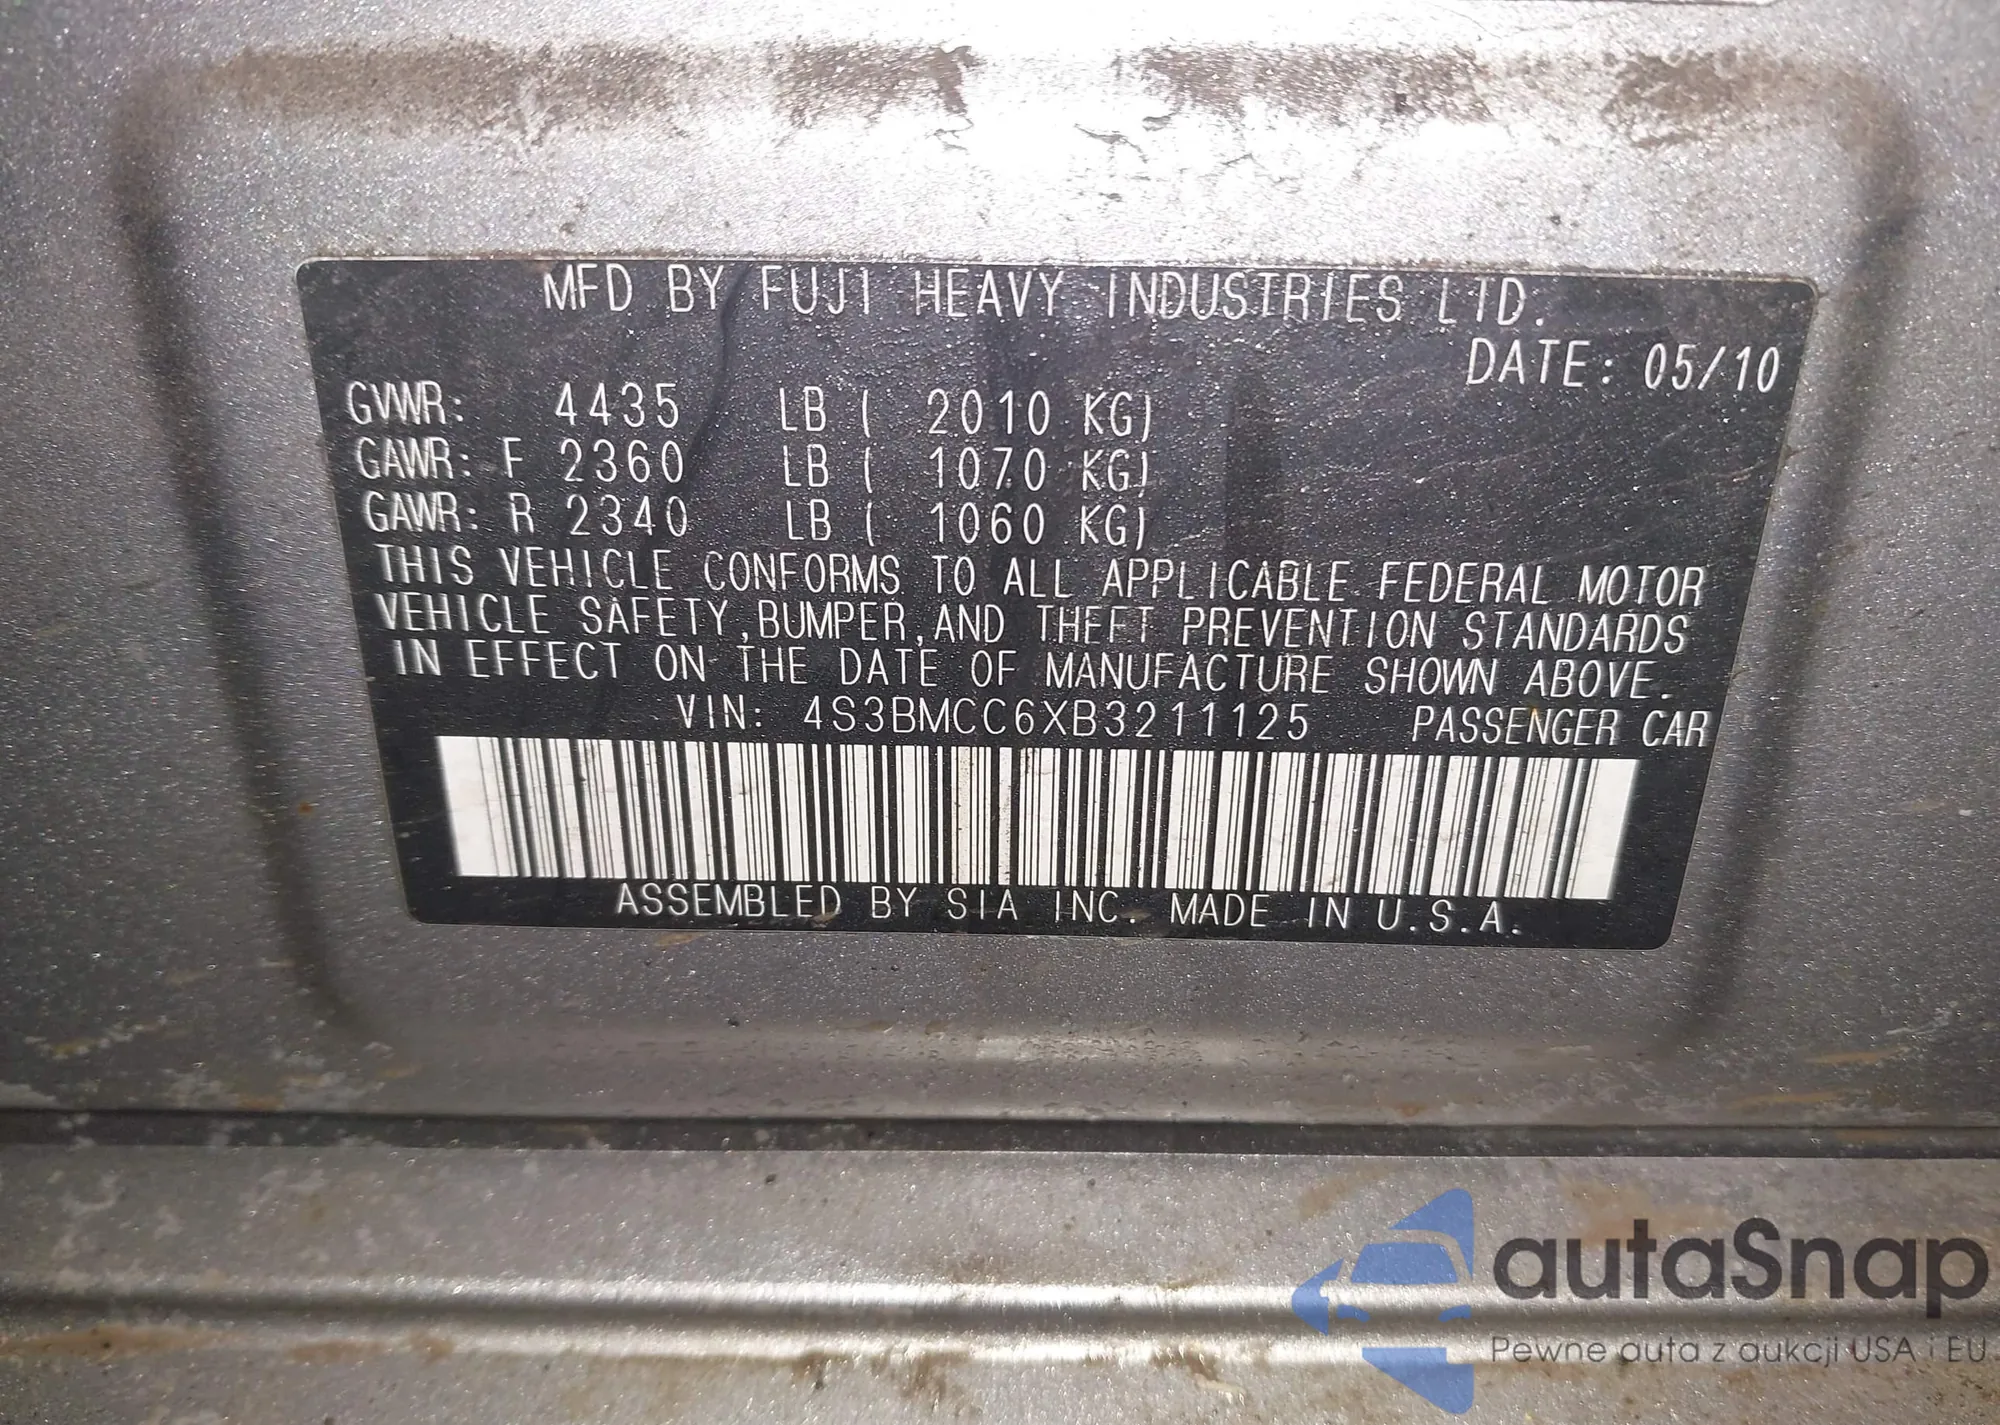 MFD BY FUJI HEAVY INDUSTRIES LTD.
DATE: 05/10
GVWR: 4435 LB ( 2010 KG)
GAWR: F 2360 LB ( 1070 KG)
GAWR: R 2340 LB ( 1060 KG)
THIS VEHICLE CONFORMS TO ALL APPLICABLE FEDERAL MOTOR
VEHICLE SAFETY, BUMPER, AND THEFT PREVENTION STANDARDS
IN EFFECT ON THE DATE OF MANUFACTURE SHOWN ABOVE.
VIN: 4S3BMCC6XB3211125 PASSENGER CAR
ASSEMBLED BY SIA INC. MADE IN U.S.A.
autaSnap
Pewne auta z aukcji USA i EU